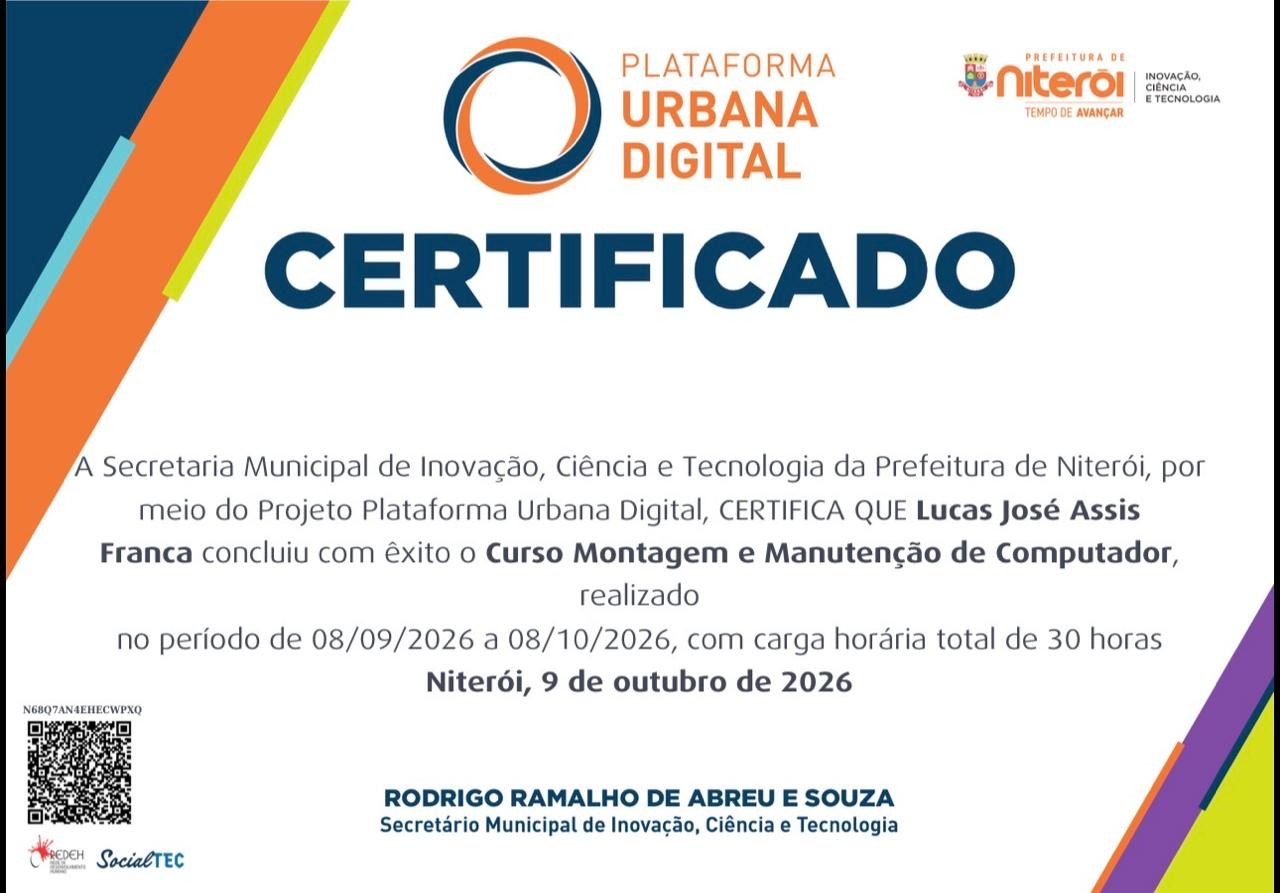 PLATAFORMA
URBANA
DIGITAL
PREFEITURA DE
Niterói
TEMPO DE AVANÇAR
INOVAÇÃO,
CIÊNCIA
E TECNOLOGIA
CERTIFICADO
A Secretaria Municipal de Inovação, Ciência e Tecnologia da Prefeitura de Niterói, por
meio do Projeto Plataforma Urbana Digital, CERTIFICA QUE Lucas José Assis
Franca concluiu com êxito o Curso Montagem e Manutenção de Computador,
realizado
no período de 08/09/2026 a 08/10/2026, com carga horária total de 30 horas
Niterói, 9 de outubro de 2026
N68Q7AN4EHECWPXQ
RODRIGO RAMALHO DE ABREU E SOUZA
Secretário Municipal de Inovação, Ciência e Tecnologia
REDEH
REDE DE
DESENVOLVIMENTO
HUMANO
SocialTEC